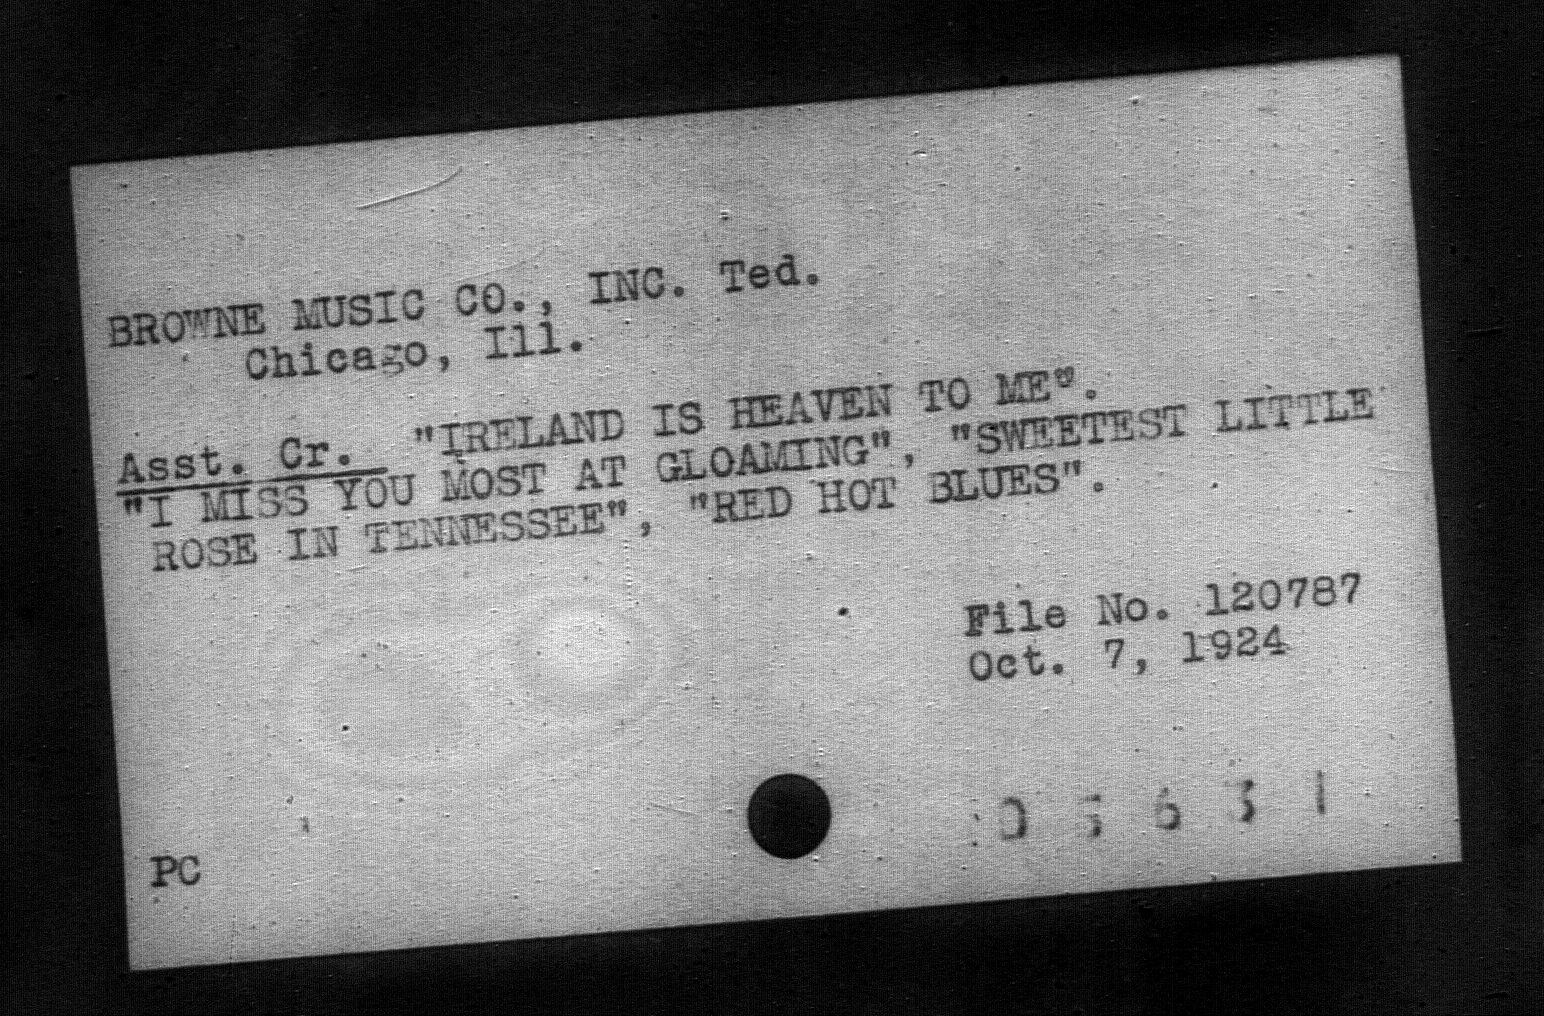 BROWNE MUSIC CO., INC. Ted.
Chicago, Ill.
Asst. Cr. "IRELAND IS HEAVEN TO ME".
"I MISS YOU MOST AT GLOAMING", "SWEETEST LITTLE
ROSE IN TENNESSEE", "RED HOT BLUES".
File No. 120787
Oct. 7, 1924
PC